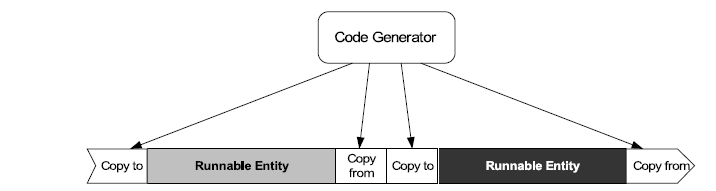 Code Generator
Copy to
Runnable Entity
Copy
from
Copy to
Runnable Entity
Copy from